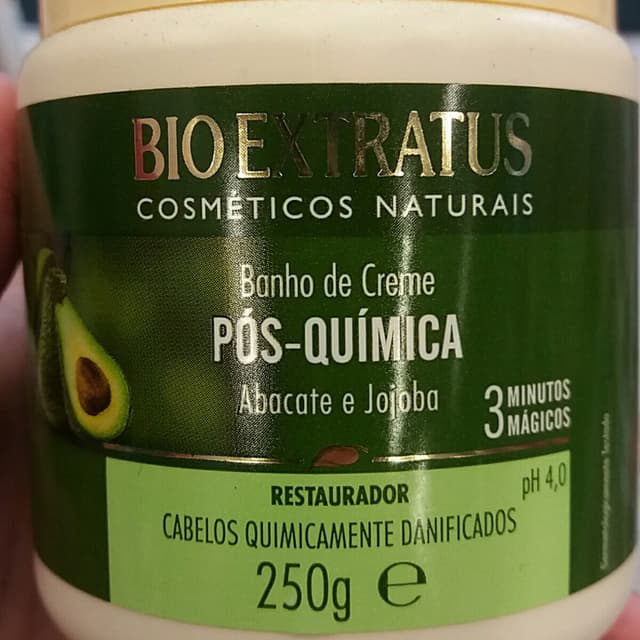 BIO EXTRATUS
COSMÉTICOS NATURAIS
Banho de Creme
PÓS-QUÍMICA
Abacate e Jojoba
3 MINUTOS
MÁGICOS
RESTAURADOR
pH 4,0
CABELOS QUIMICAMENTE DANIFICADOS
250g ℮